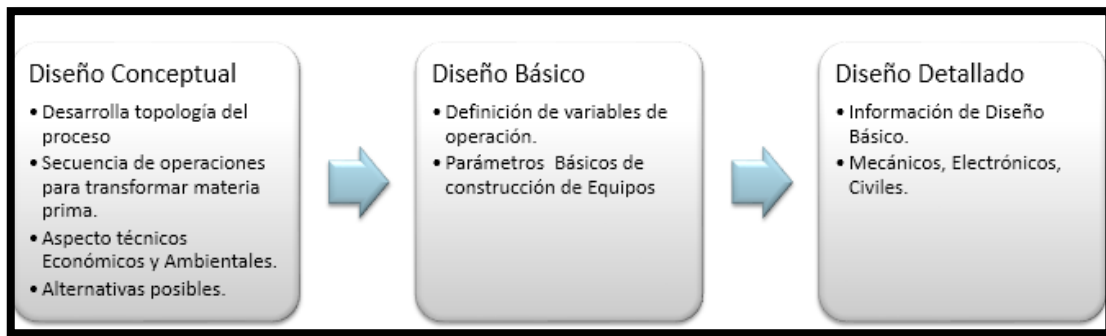 Diseño Conceptual
• Desarrolla topología del
proceso
• Secuencia de operaciones
para transformar materia
prima.
• Aspecto técnicos
Económicos y Ambientales.
• Alternativas posibles.
Diseño Básico
• Definición de variables de
operación.
• Parámetros Básicos de
construcción de Equipos
Diseño Detallado
• Información de Diseño
Básico.
• Mecánicos, Electrónicos,
Civiles.